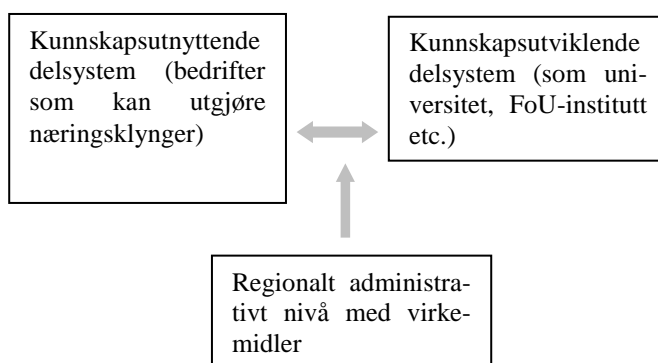 Kunnskapsutnyttende
delsystem (bedrifter
som kan utgjøre
næringsklynger)
Kunnskapsutviklende
delsystem (som uni-
versitet, FoU-institutt
etc.)
Regionalt administra-
tivt nivå med virke-
midler